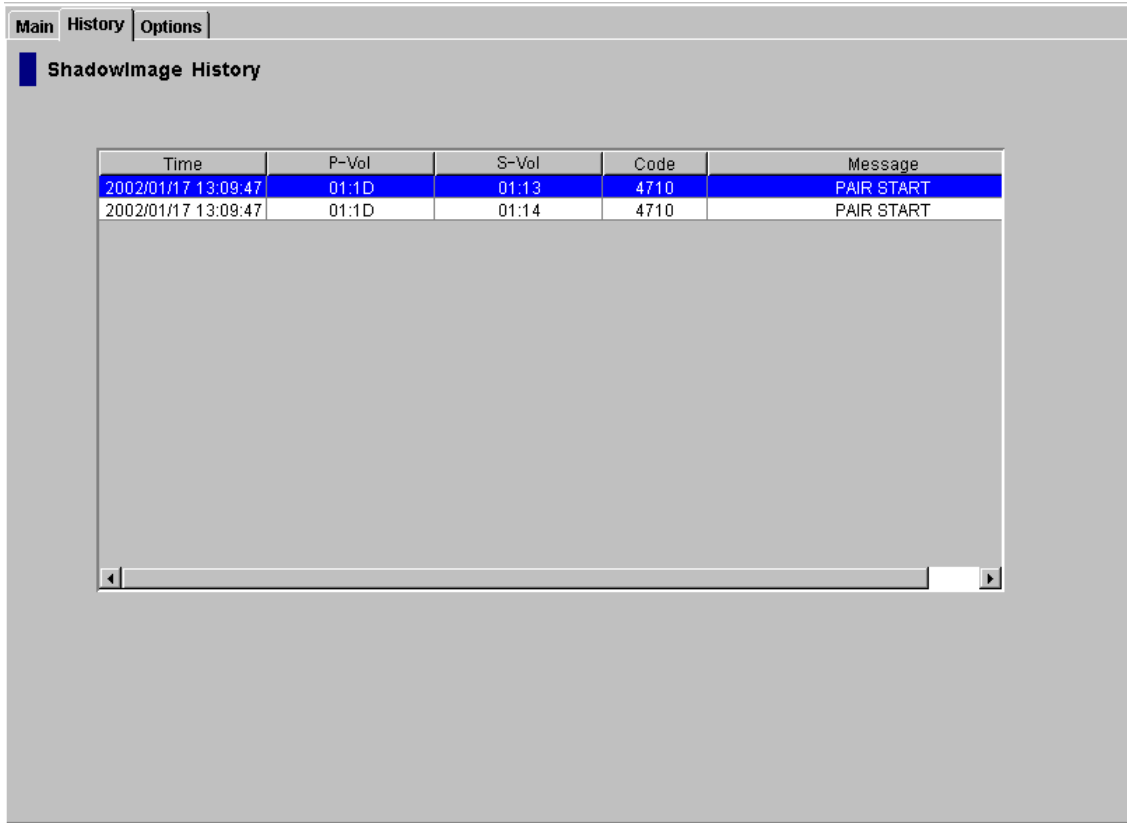 Main History Options
ShadowImage History
Time P-Vol S-Vol Code Message
2002/01/17 13:09:47 01:1D 01:13 4710 PAIR START
2002/01/17 13:09:47 01:1D 01:14 4710 PAIR START